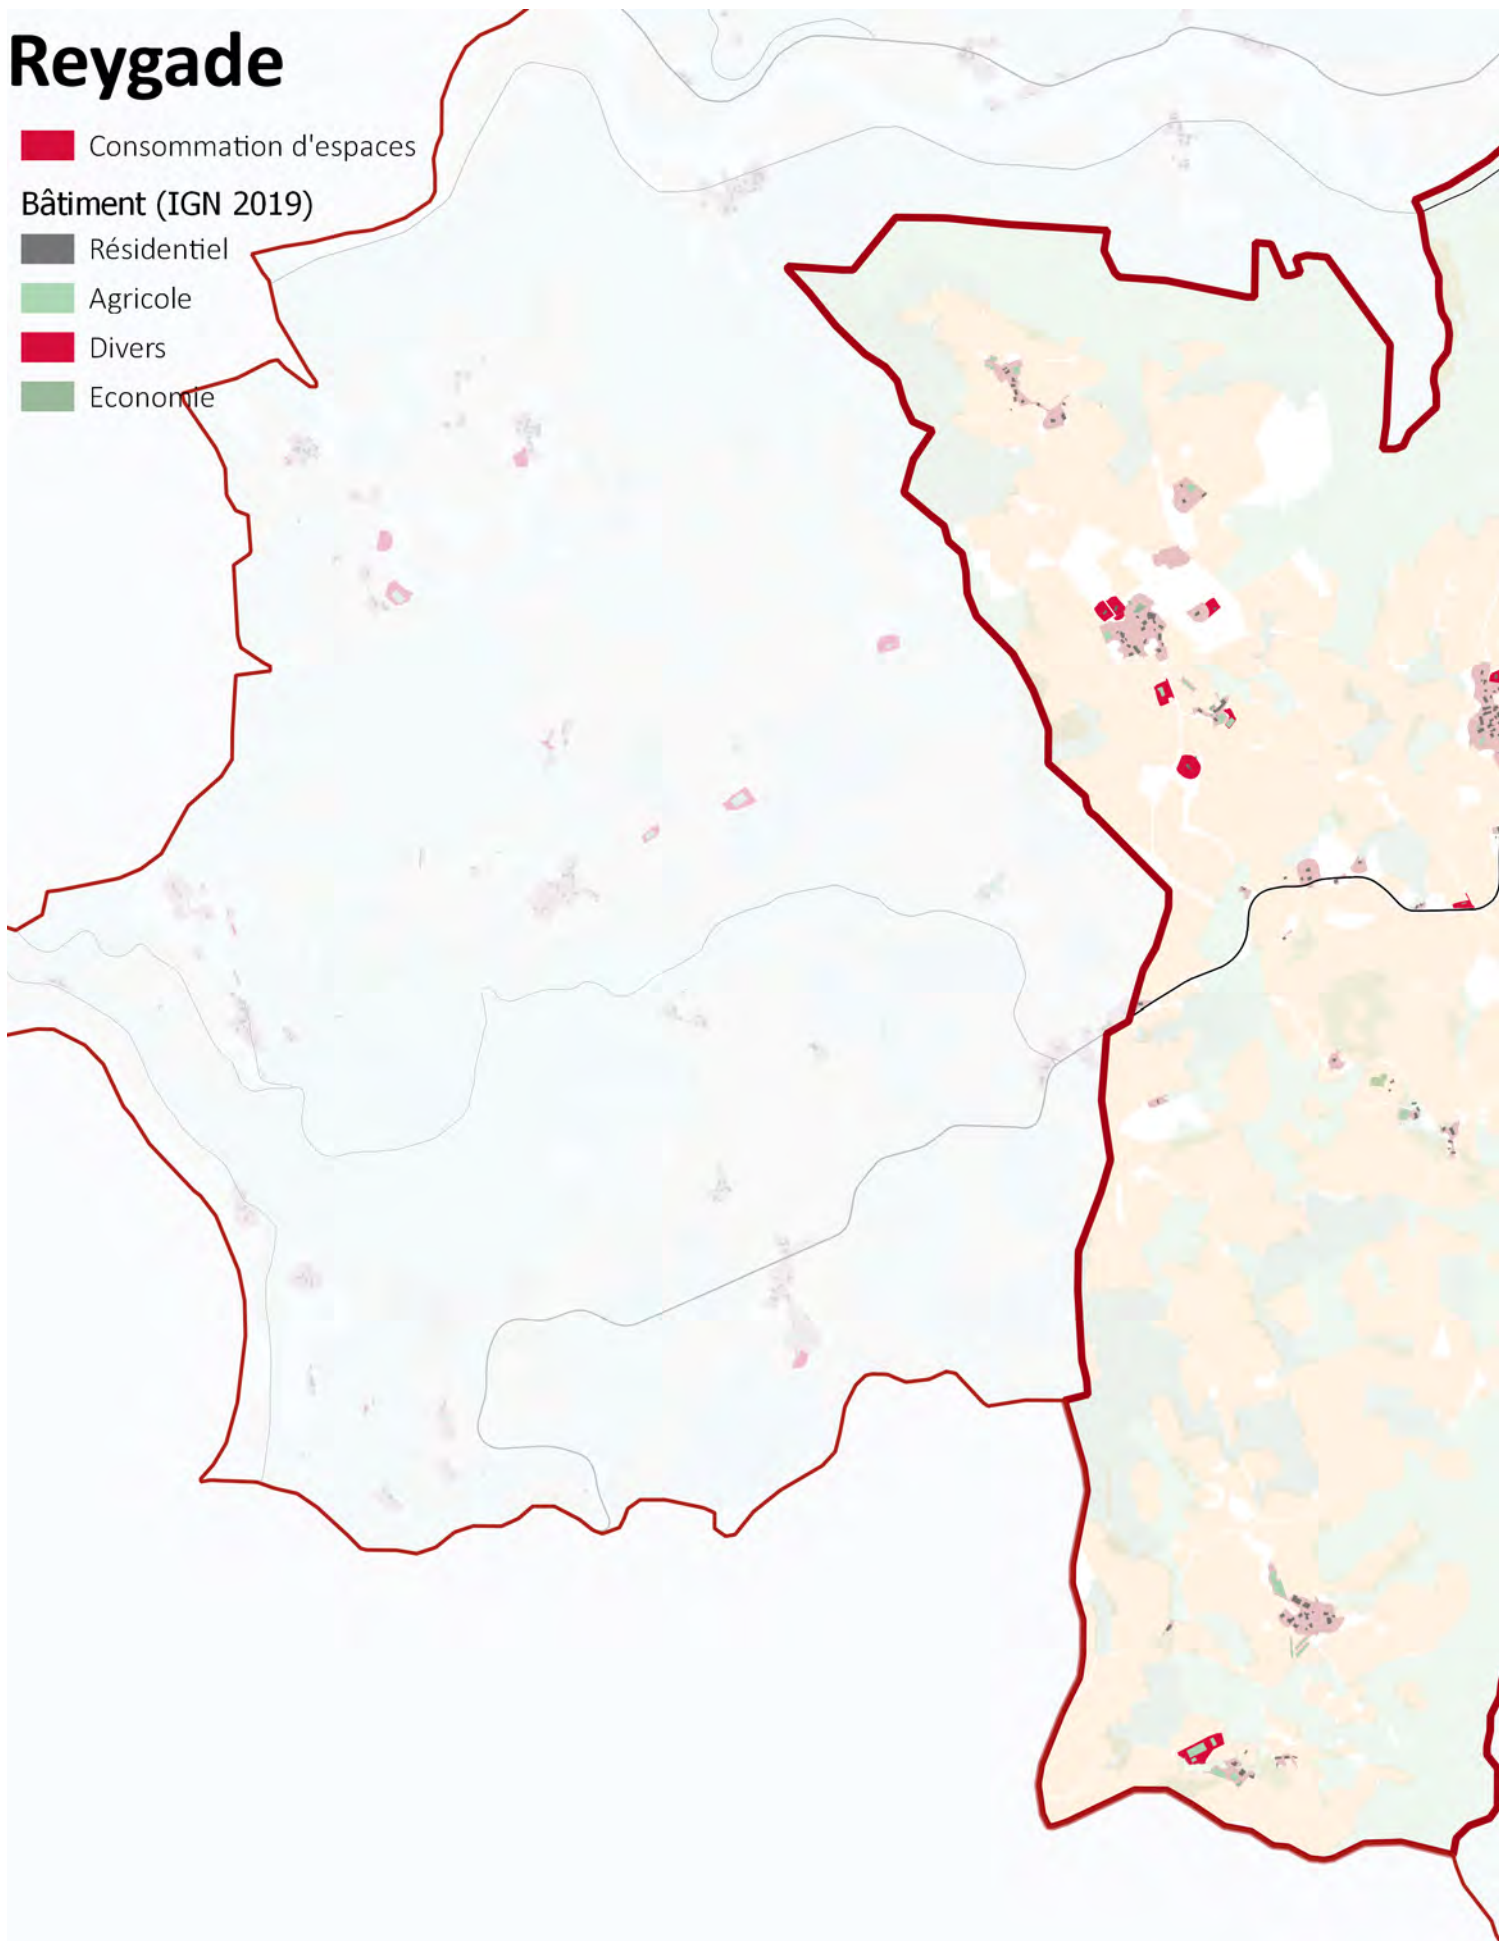 Reygade
Consommation d'espaces
Bâtiment (IGN 2019)
Résidentiel
Agricole
Divers
Economie